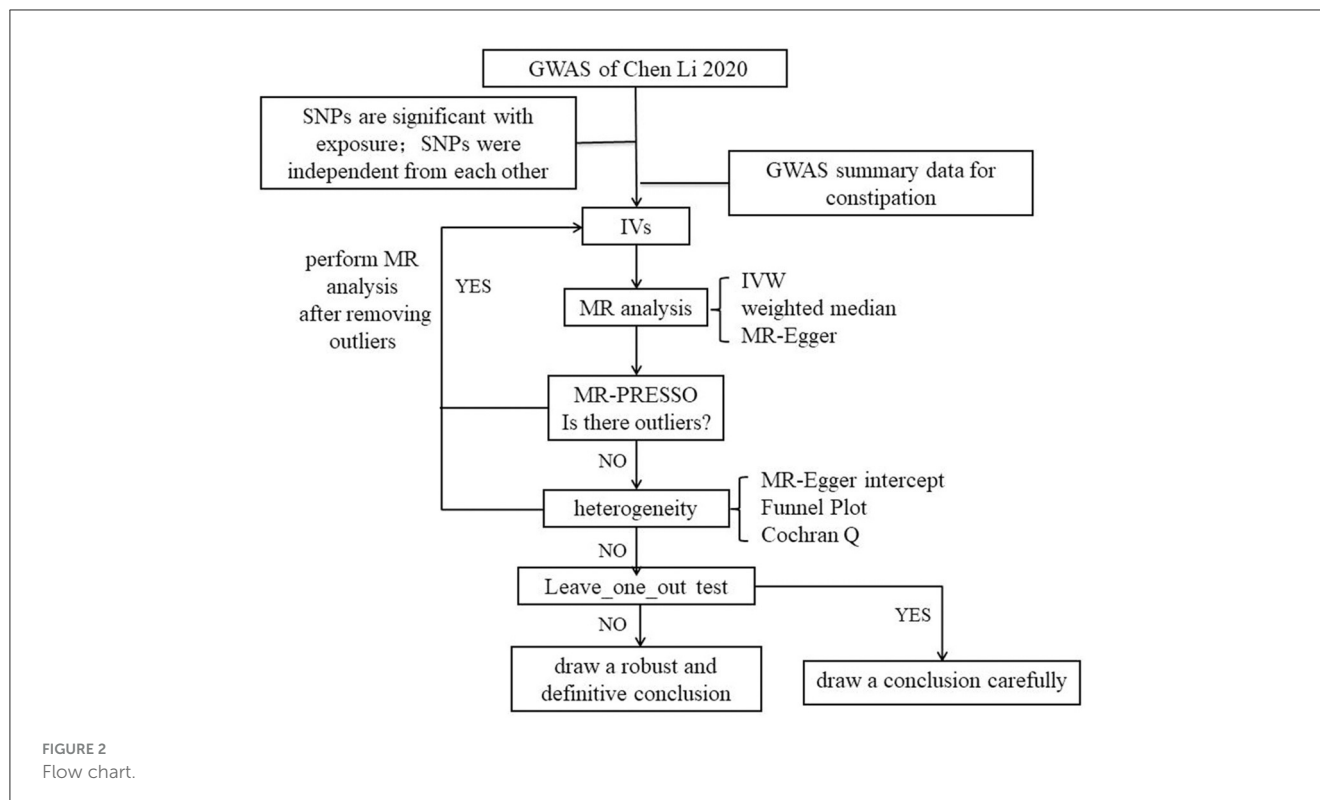 GWAS of Chen Li 2020
SNPs are significant with
exposure; SNPs were
independent from each other
GWAS summary data for
constipation
IVs
perform MR
analysis
after removing
outliers
YES
MR analysis
IVW
weighted median
MR-Egger
MR-PRESSO
Is there outliers?
NO
heterogeneity
MR-Egger intercept
Funnel Plot
Cochran Q
NO
Leave_one_out test
NO
YES
draw a robust and
definitive conclusion
draw a conclusion carefully
FIGURE 2
Flow chart.